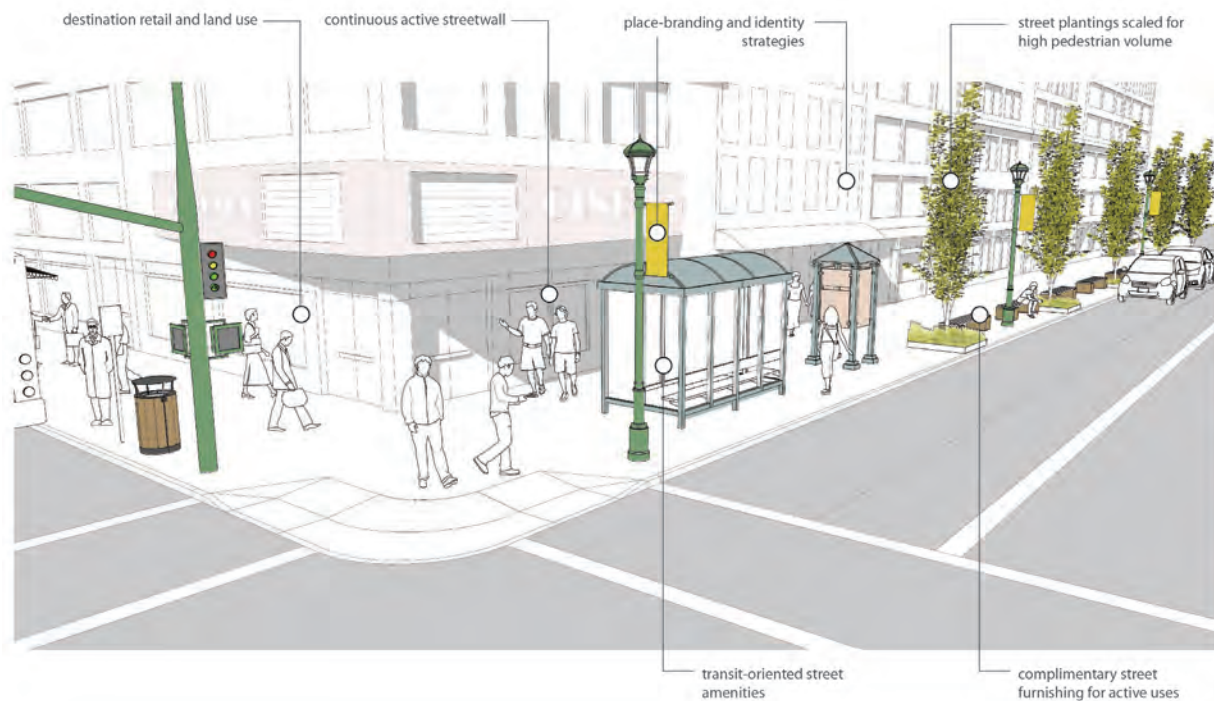 destination retail and land use
continuous active streetwall
place-branding and identity
strategies
street plantings scaled for
high pedestrian volume
transit-oriented street
amenities
complimentary street
furnishing for active uses